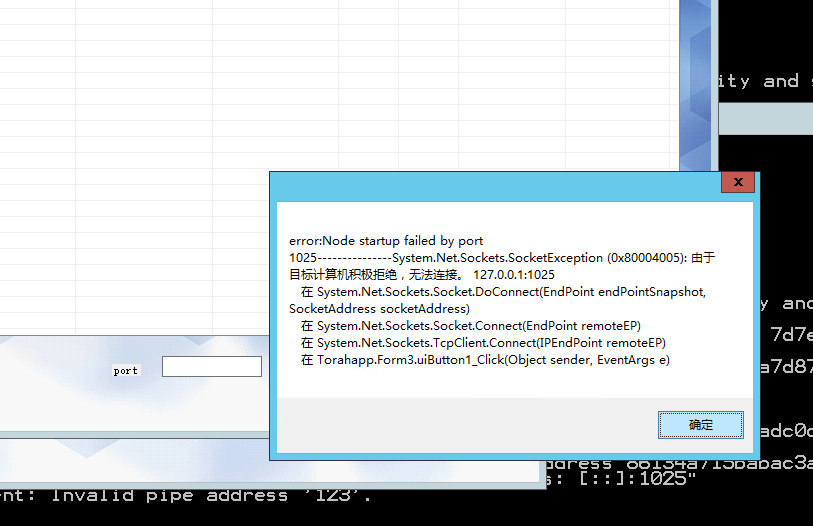 ity and
error:Node startup failed by port
1025---------------System.Net.Sockets.SocketException (0x80004005): 由于
目标计算机积极拒绝，无法连接。 127.0.0.1:1025
在 System.Net.Sockets.Socket.DoConnect(EndPoint endPointSnapshot,
SocketAddress socketAddress)
在 System.Net.Sockets.Socket.Connect(EndPoint remoteEP)
在 System.Net.Sockets.TcpClient.Connect(IPEndPoint remoteEP)
在 Torahapp.Form3.uiButton1_Click(Object sender, EventArgs e)
y and
7d7e
a7d87
port
确定
adc0d
address 86134a715babac3a
s: [::]:1025"
nt: Invalid pipe address '123'.